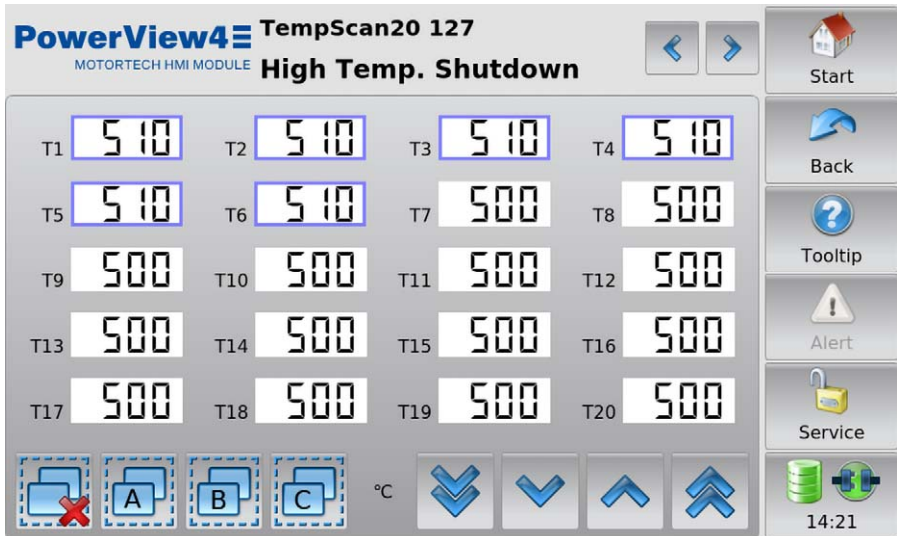 PowerView4 TempScan20 127
MOTORTECH HMI MODULE High Temp. Shutdown
Start
T1 510 T2 510 T3 510 T4 510
Back
T5 510 T6 510 T7 500 T8 500
Tooltip
T9 500 T10 500 T11 500 T12 500
T13 500 T14 500 T15 500 T16 500
Alert
T17 500 T18 500 T19 500 T20 500
Service
A B C °C
14:21